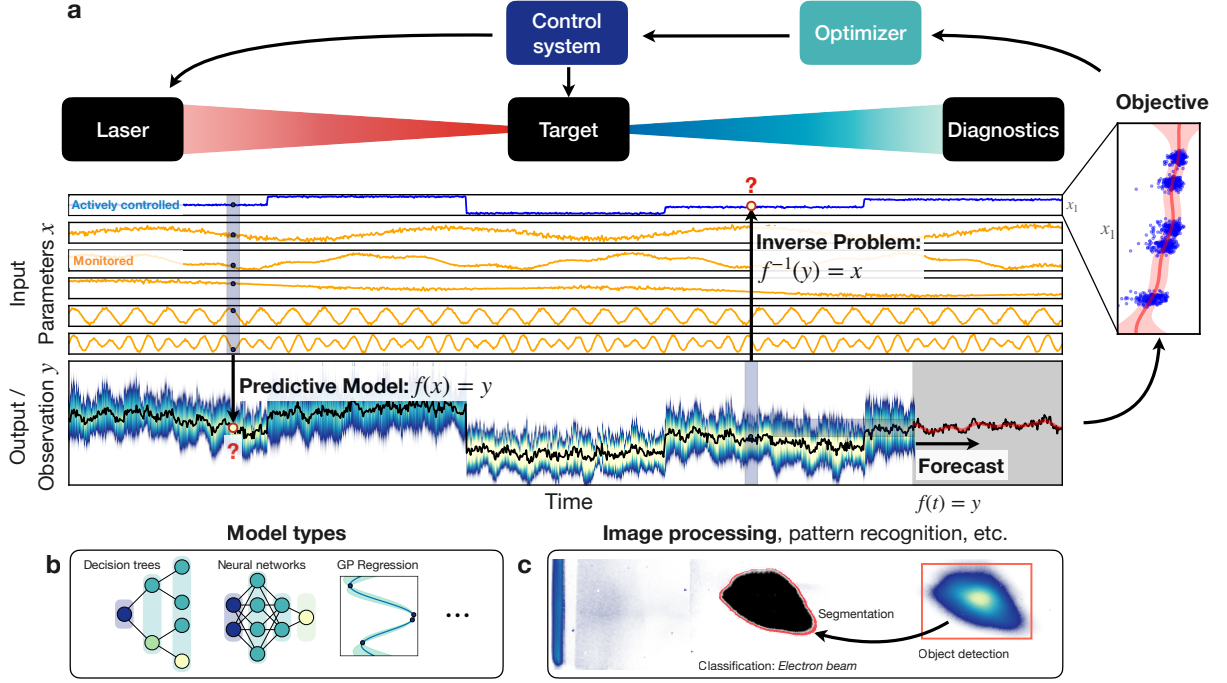 a
Control
system
Optimizer
Laser
Target
Diagnostics
Objective
x₁
Input
Parameters x
Actively controlled
?
x₁
Monitored
Inverse Problem:
f⁻¹(y) = x
Output /
Observation y
Predictive Model: f(x) = y
?
Forecast
Time
f(t) = y
Model types
Image processing, pattern recognition, etc.
b
Decision trees
Neural networks
GP Regression
...
c
Segmentation
Classification: Electron beam
Object detection